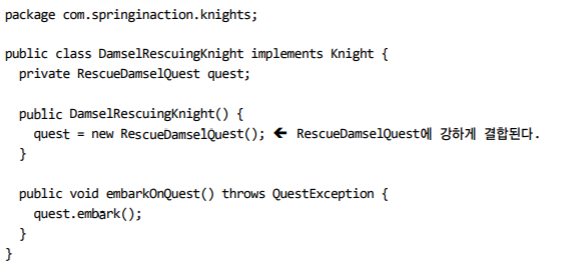 package com.springinaction.knights;
public class DamselRescuingKnight implements Knight {
private RescueDamselQuest quest;
public DamselRescuingKnight() {
quest = new RescueDamselQuest(); ← RescueDamselQuest에 강하게 결합된다.
}
public void embarkOnQuest() throws QuestException {
quest.embark();
}
}